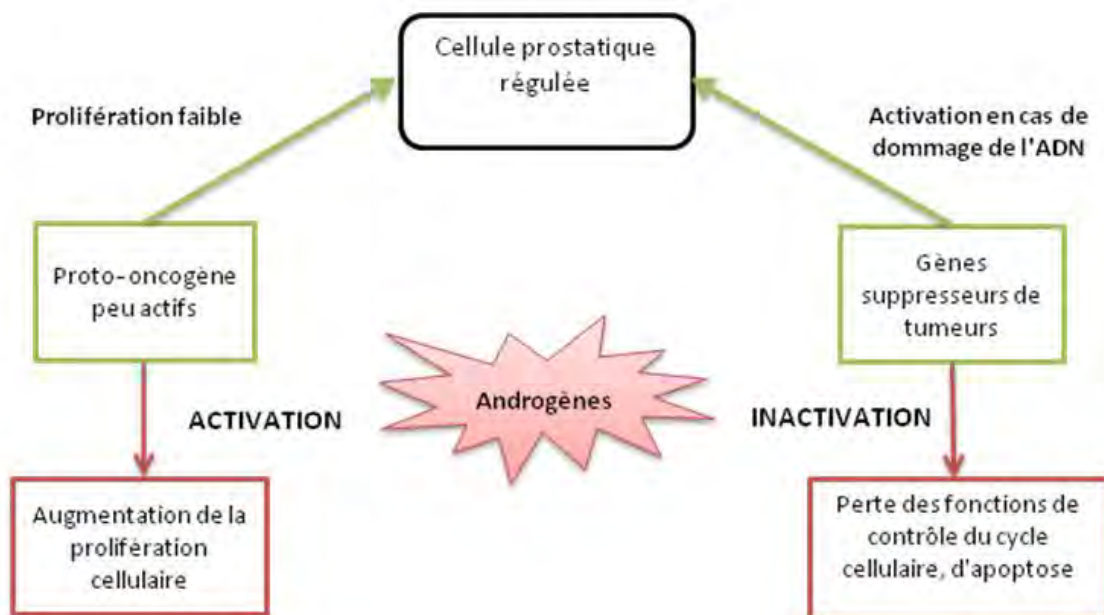 Cellule prostatique
régulée
Prolifération faible
Activation en cas de
dommage de l'ADN
Proto-oncogène
peu actifs
Gènes
suppresseurs de
tumeurs
Androgènes
ACTIVATION
INACTIVATION
Augmentation de la
prolifération
cellulaire
Perte des fonctions de
contrôle du cycle
cellulaire, d'apoptose